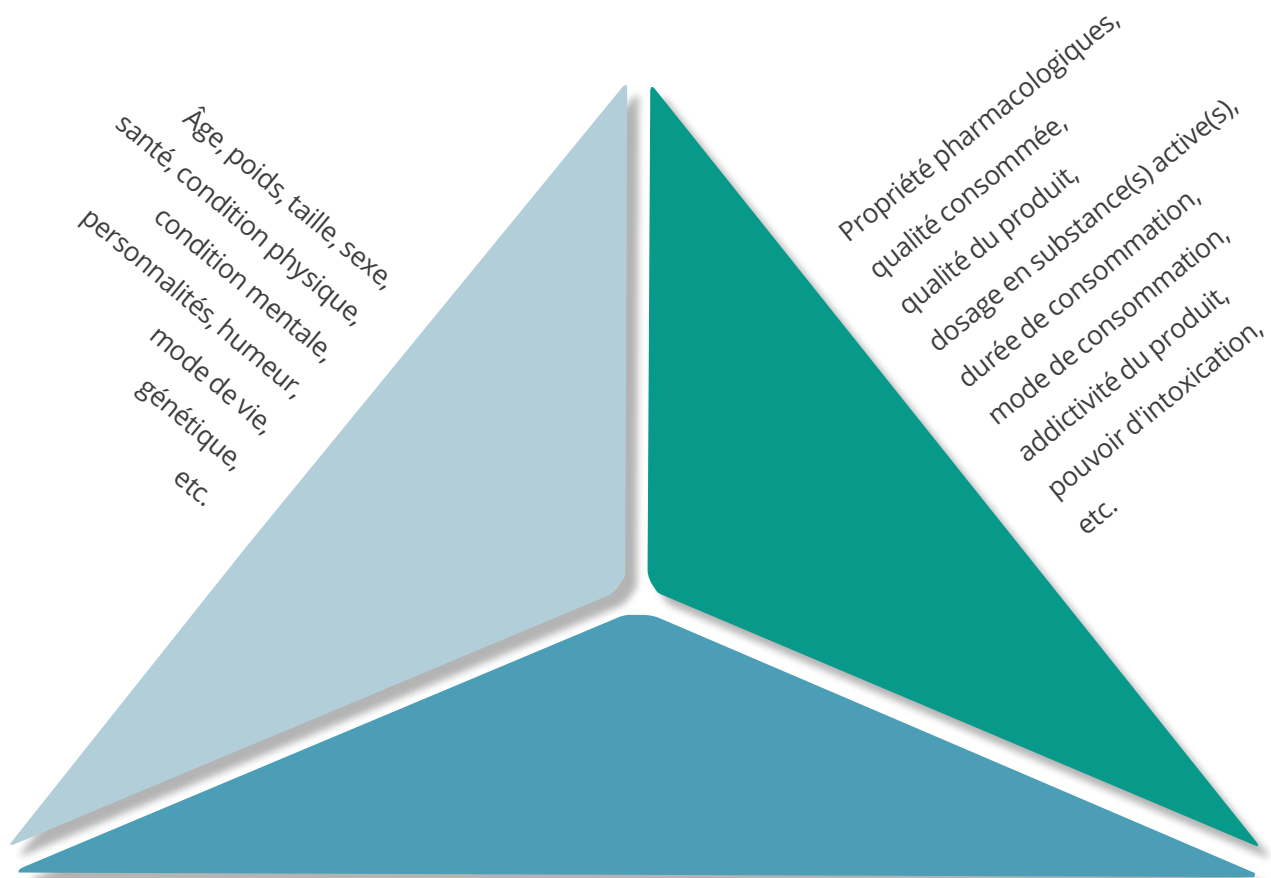 Âge, poids, taille, sexe,
santé, condition physique,
condition mentale,
personnalités, humeur,
mode de vie,
génétique,
etc.
Propriété pharmacologiques,
qualité consommée,
qualité du produit,
dosage en substance(s) active(s),
durée de consommation,
mode de consommation,
addictivité du produit,
pouvoir d'intoxication,
etc.